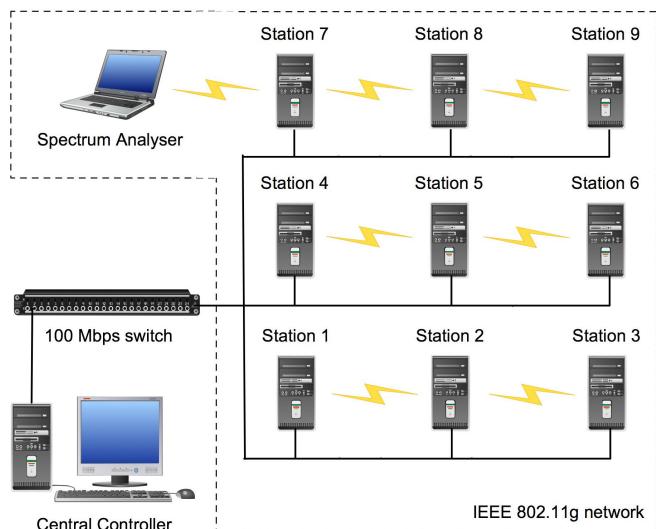 Station 7
Station 8
Station 9
Spectrum Analyser
Station 4
Station 5
Station 6
100 Mbps switch
Station 1
Station 2
Station 3
Central Controller
IEEE 802.11g network